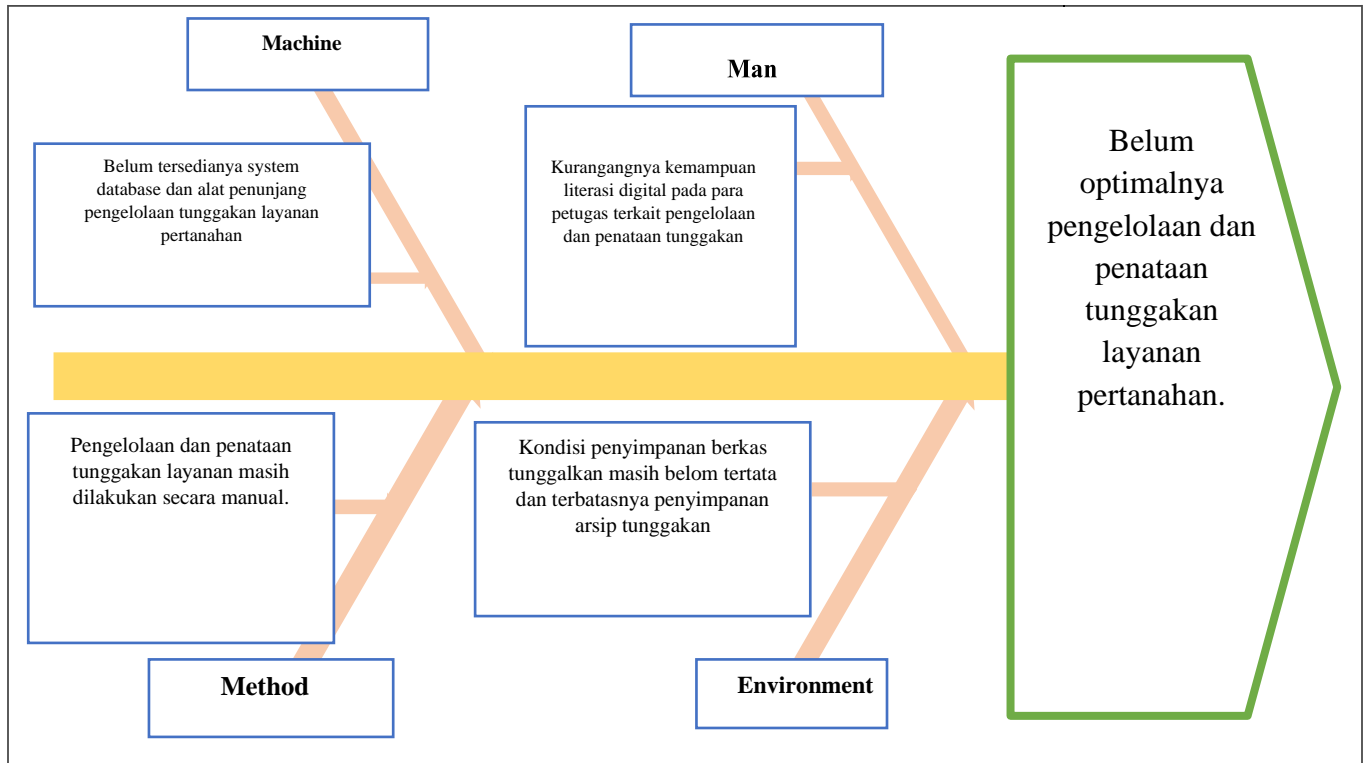 Machine
Man
Belum tersedianya system
database dan alat penunjang
pengelolaan tunggakan layanan
pertanahan
Kurangangnya kemampuan
literasi digital pada para
petugas terkait pengelolaan
dan penataan tunggakan
Belum
optimalnya
pengelolaan dan
penataan
tunggakan
layanan
pertanahan.
Pengelolaan dan penataan
tunggakan layanan masih
dilakukan secara manual.
Kondisi penyimpanan berkas
tunggalkan masih belom tertata
dan terbatasnya penyimpanan
arsip tunggakan
Method
Environment